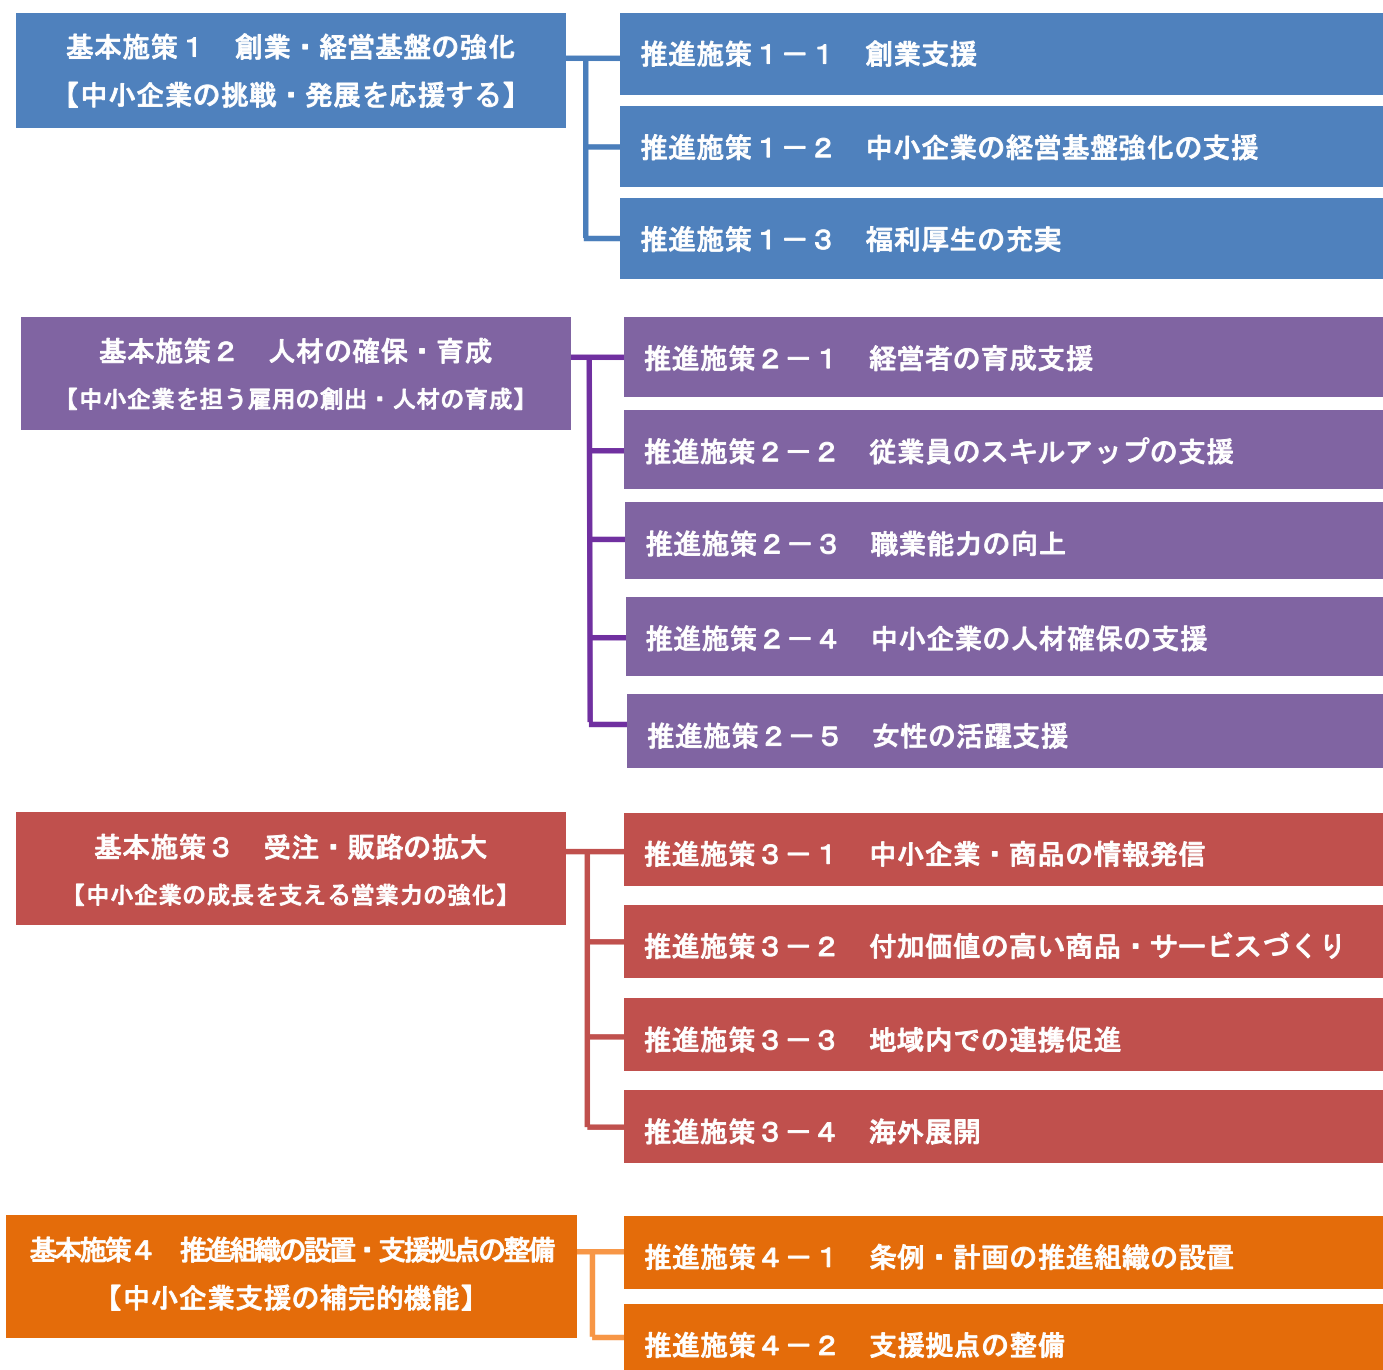 基本施策１　創業・経営基盤の強化
【中小企業の挑戦・発展を応援する】
推進施策１－１　創業支援
推進施策１－２　中小企業の経営基盤強化の支援
推進施策１－３　福利厚生の充実
基本施策２　人材の確保・育成
【中小企業を担う雇用の創出・人材の育成】
推進施策２－１　経営者の育成支援
推進施策２－２　従業員のスキルアップの支援
推進施策２－３　職業能力の向上
推進施策２－４　中小企業の人材確保の支援
推進施策２－５　女性の活躍支援
基本施策３　受注・販路の拡大
【中小企業の成長を支える営業力の強化】
推進施策３－１　中小企業・商品の情報発信
推進施策３－２　付加価値の高い商品・サービスづくり
推進施策３－３　地域内での連携促進
推進施策３－４　海外展開
基本施策４　推進組織の設置・支援拠点の整備
【中小企業支援の補完的機能】
推進施策４－１　条例・計画の推進組織の設置
推進施策４－２　支援拠点の整備